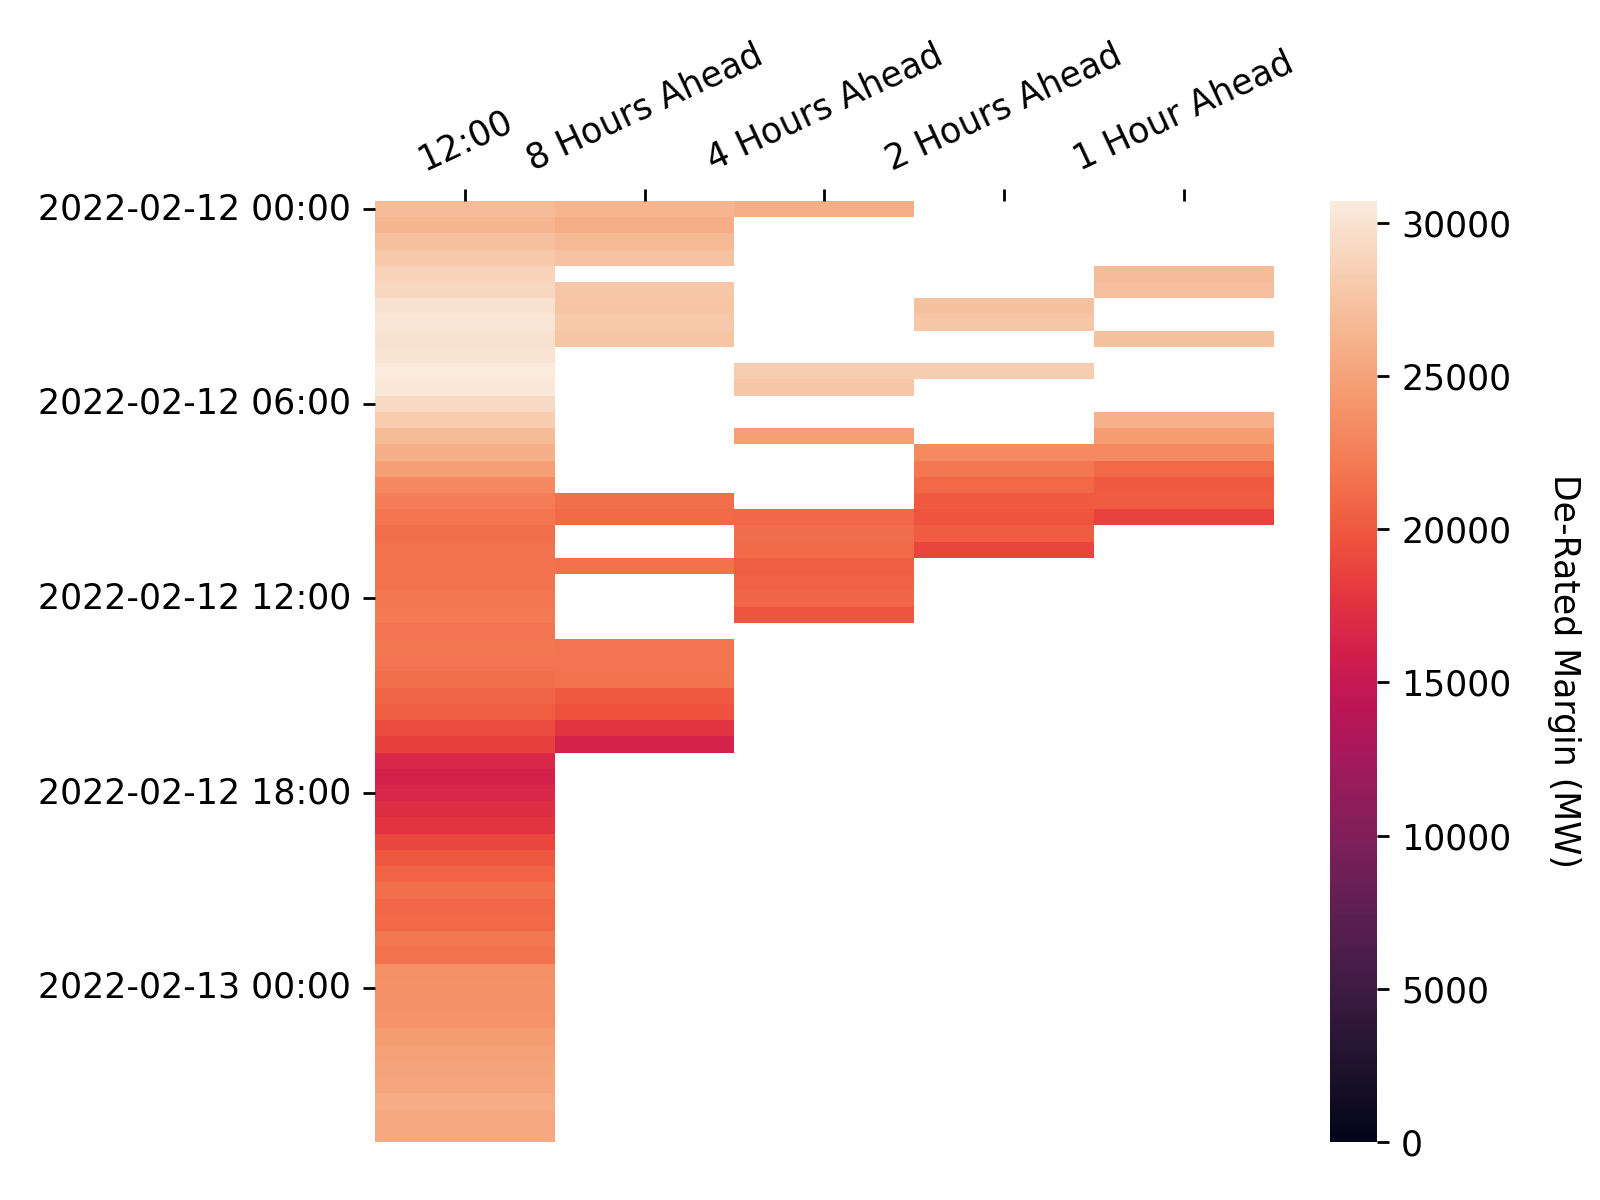 12:00
8 Hours Ahead
4 Hours Ahead
2 Hours Ahead
1 Hour Ahead
2022-02-12 00:00
2022-02-12 06:00
2022-02-12 12:00
2022-02-12 18:00
2022-02-13 00:00
30000
25000
20000
15000
10000
5000
0
De-Rated Margin (MW)